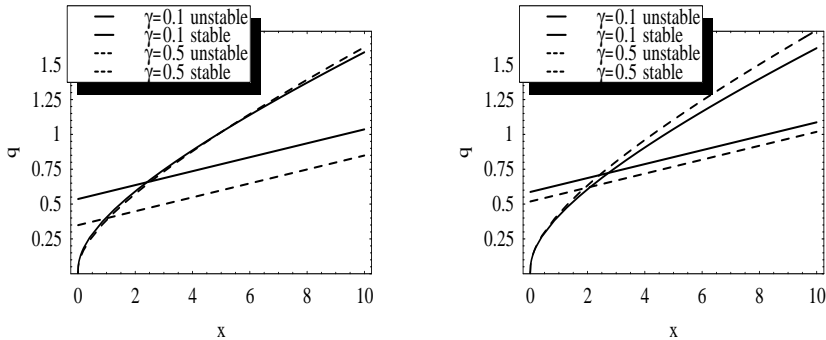 γ=0.1 unstable
γ=0.1 stable
γ=0.5 unstable
γ=0.5 stable
1.5
1.25
1
0.75
0.5
0.25
q
0 2 4 6 8 10
x
γ=0.1 unstable
γ=0.1 stable
γ=0.5 unstable
γ=0.5 stable
1.5
1.25
1
0.75
0.5
0.25
q
0 2 4 6 8 10
x